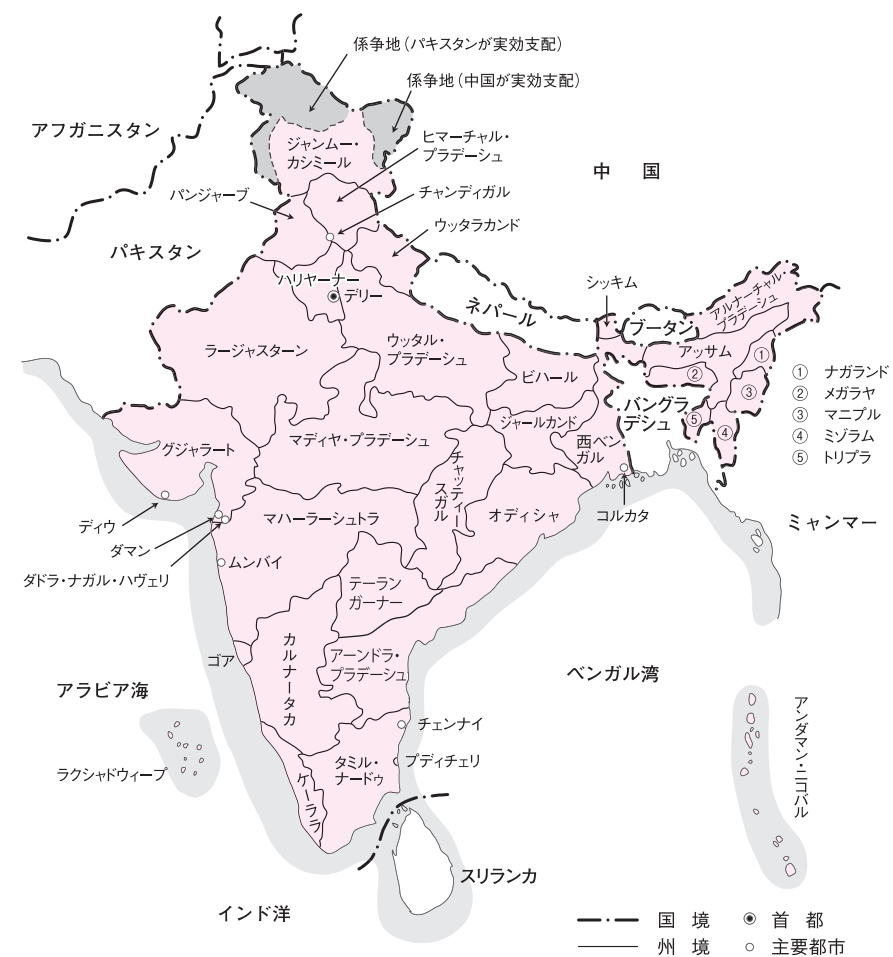 係争地(パキスタンが実効支配)
係争地(中国が実効支配)
アフガニスタン
ジャンムー・
カシミール
ヒマーチャル・
プラデーシュ
中 国
パンジャーブ
チャンディガル
ウッタラカンド
パキスタン
ハリヤーナー
デリー
シッキム
ネパール
ブータン
アルナーチャル・
プラデーシュ
ラージャスターン
ウッタル・
プラデーシュ
アッサム
ビハール
①
②
③
④
⑤
① ナガランド
② メガラヤ
③ マニプル
④ ミゾラム
⑤ トリプラ
バングラ
デシュ
ジャールカンド
西ベン
ガル
グジャラート
マディヤ・プラデーシュ
チャッティー
スガル
オディシャ
コルカタ
ミャンマー
ディウ
ダマン
ダドラ・ナガル・ハヴェリ
マハーラーシュトラ
ムンバイ
テーラン
ガーナー
ゴア
カルナータカ
アーンドラ・
プラデーシュ
アラビア海
ベンガル湾
チェンナイ
ラクシャドウィープ
タミル・
ナードゥ
プディチェリ
ケーララ
アンダマン・ニコバル
スリランカ
インド洋
国 境
首 都
州 境
主要都市